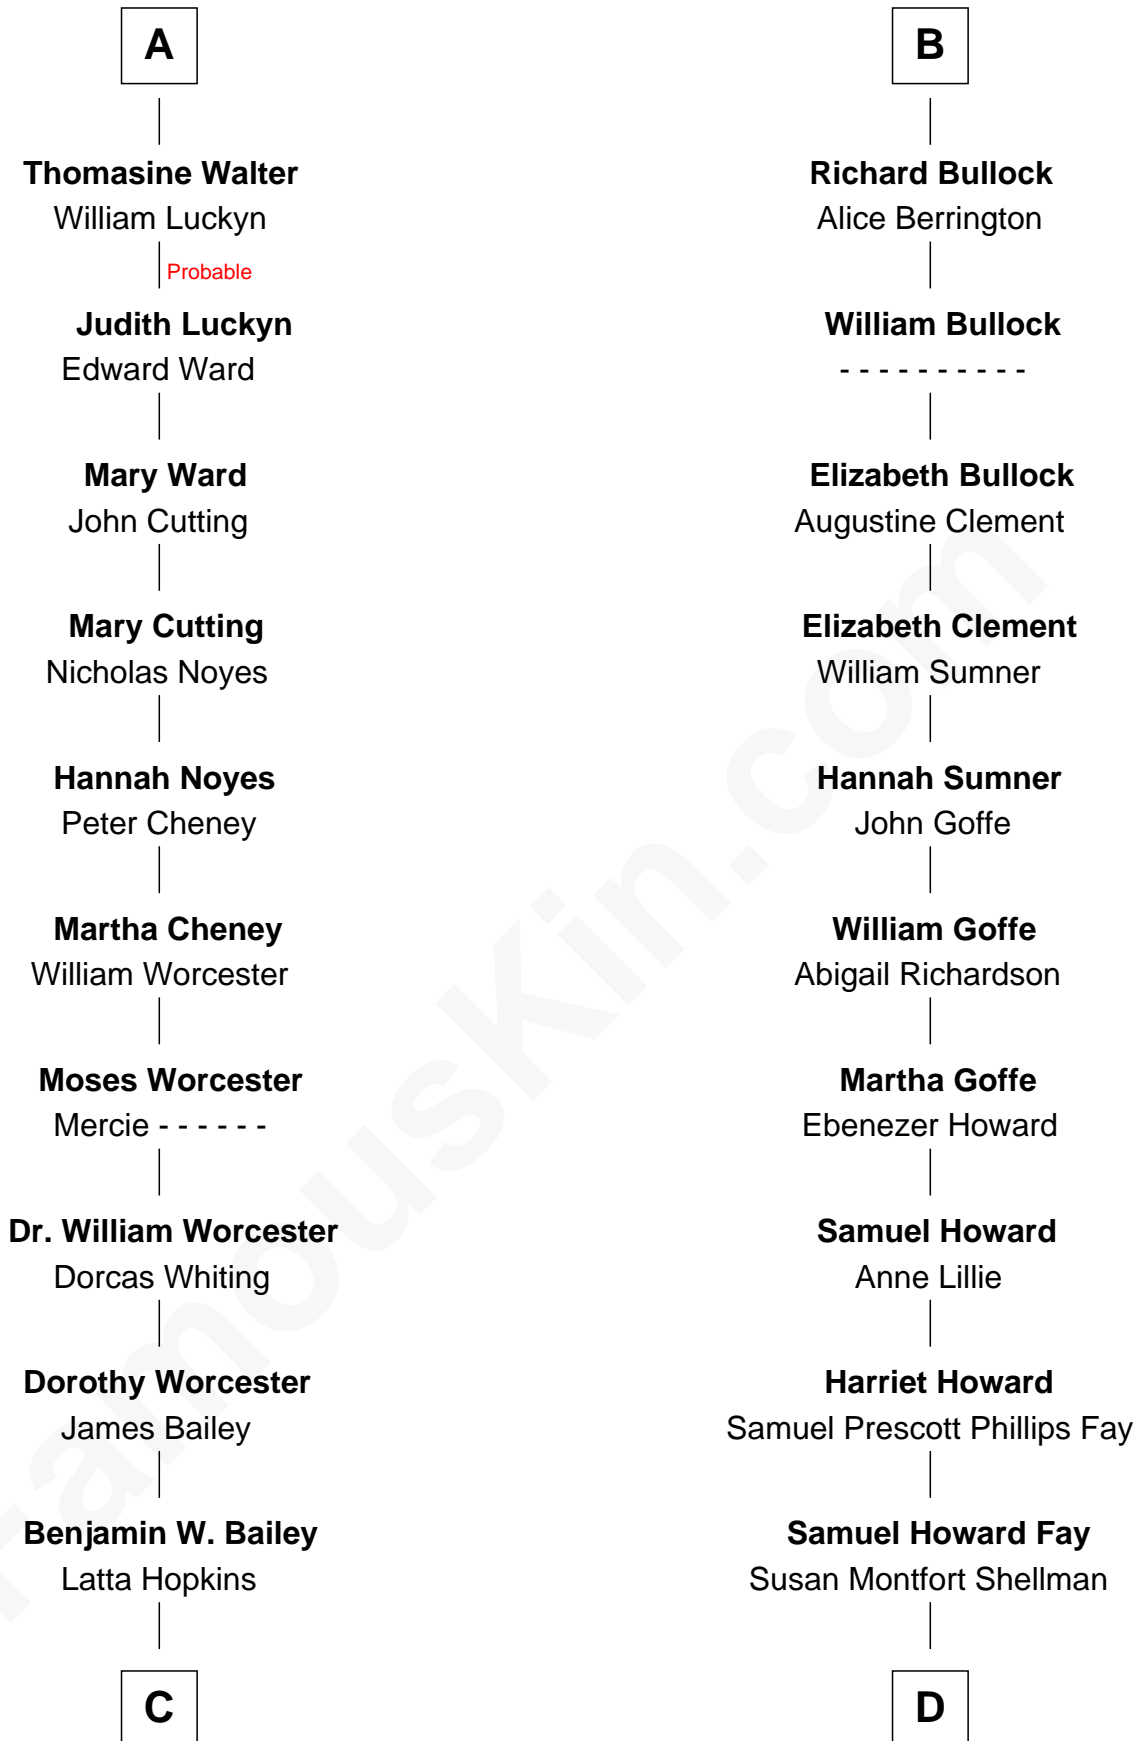 A
Thomasine Walter
William Luckyn
Probable
Judith Luckyn
Edward Ward
Mary Ward
John Cutting
Mary Cutting
Nicholas Noyes
Hannah Noyes
Peter Cheney
Martha Cheney
William Worcester
Moses Worcester
Mercie - - - - - -
Dr. William Worcester
Dorcas Whiting
Dorothy Worcester
James Bailey
Benjamin W. Bailey
Latta Hopkins
C
B
Richard Bullock
Alice Berrington
William Bullock
- - - - - - - - - -
Elizabeth Bullock
Augustine Clement
Elizabeth Clement
William Sumner
Hannah Sumner
John Goffe
William Goffe
Abigail Richardson
Martha Goffe
Ebenezer Howard
Samuel Howard
Anne Lillie
Harriet Howard
Samuel Prescott Phillips Fay
Samuel Howard Fay
Susan Montfort Shellman
D
FamousKin.com